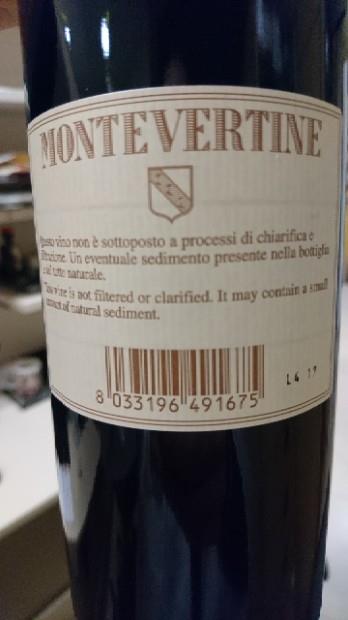 MONTEVERTINE
Questo vino non è sottoposto a processi di chiarifica e
filtrazione. Un eventuale sedimento presente nella bottiglia
è del tutto naturale.
This wine is not filtered or clarified. It may contain a small
amount of natural sediment.
8 033196 491675
L4 17